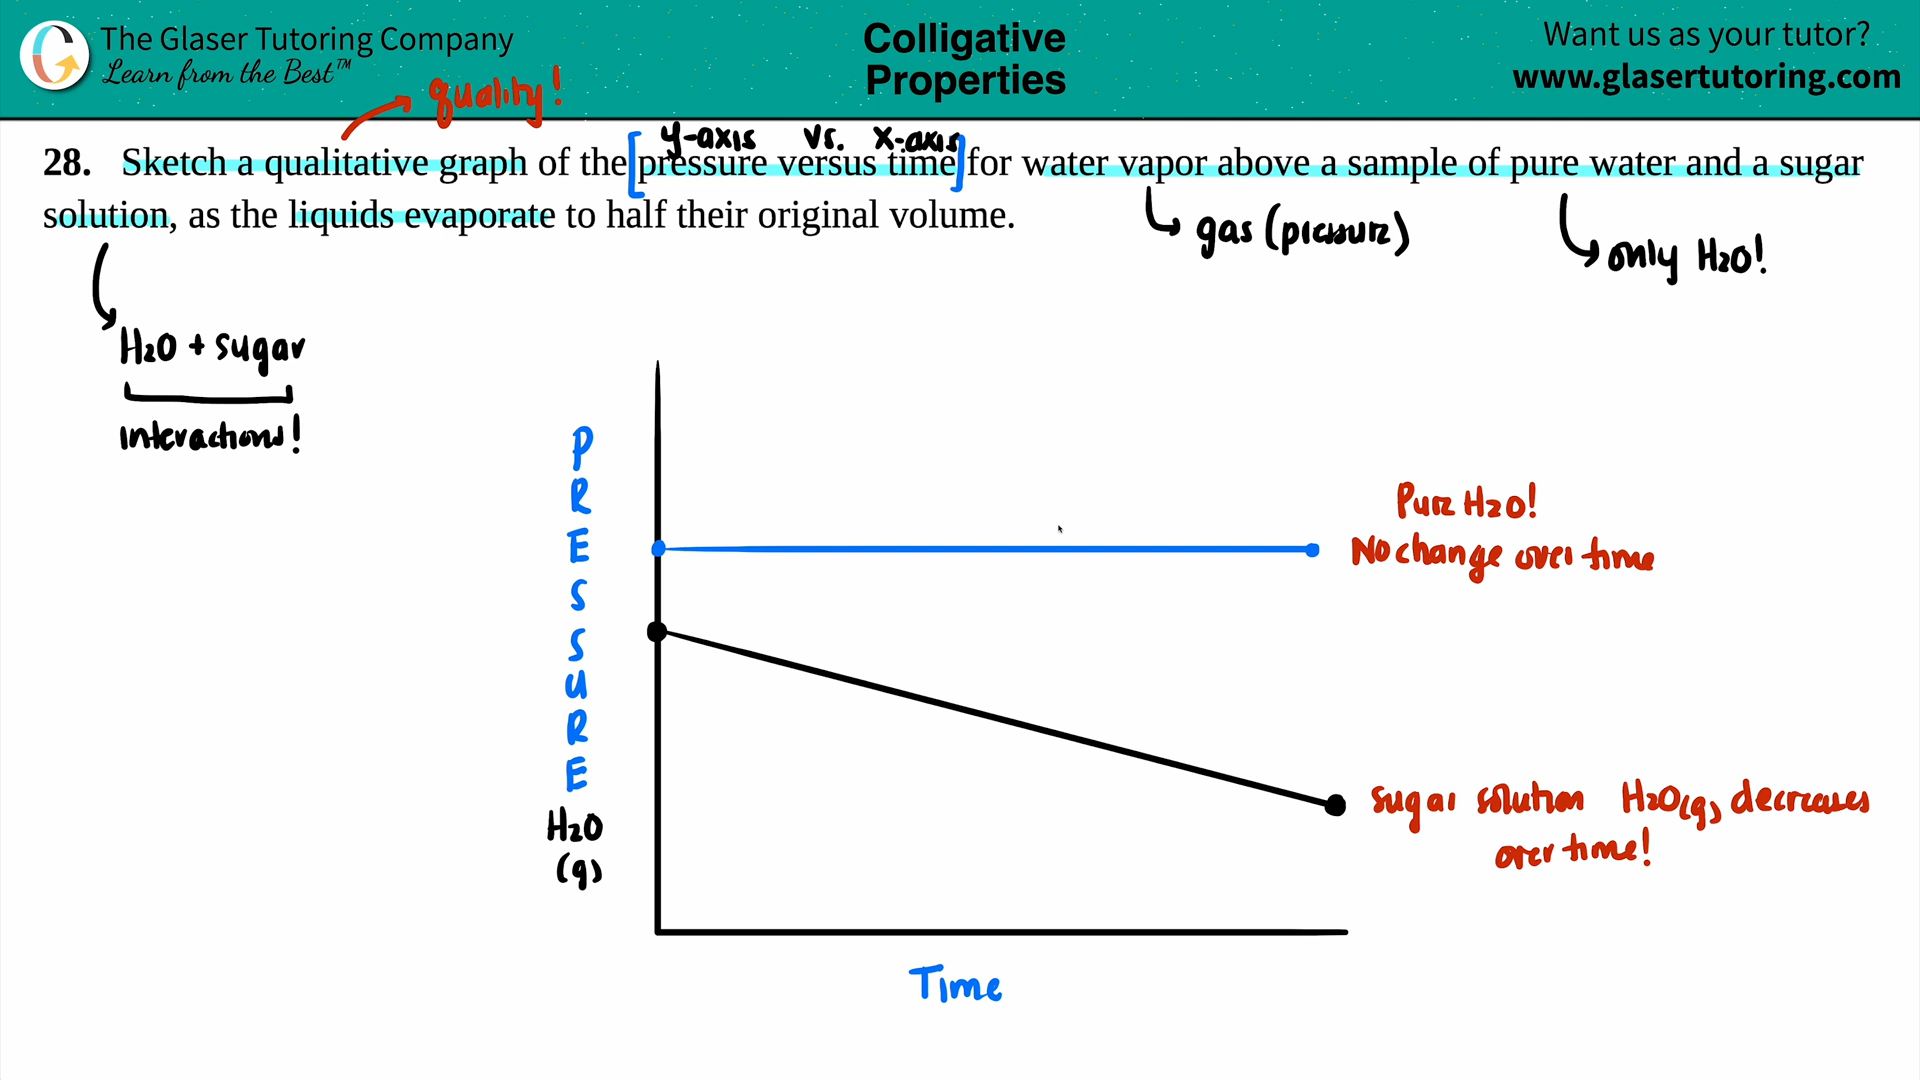 The Glaser Tutoring Company
Learn from the Best™
Colligative
Properties
Want us as your tutor?
www.glasertutoring.com
quality!
y-axis vs. x-axis
28. Sketch a qualitative graph of the [pressure versus time] for water vapor above a sample of pure water and a sugar
solution, as the liquids evaporate to half their original volume.
gas (pressure)
only H₂O!
H₂O + sugar
interactions!
PRESSURE
H₂O
(g)
Pure H₂O!
No change over time
sugar solution H₂O(g) decreases
over time!
Time